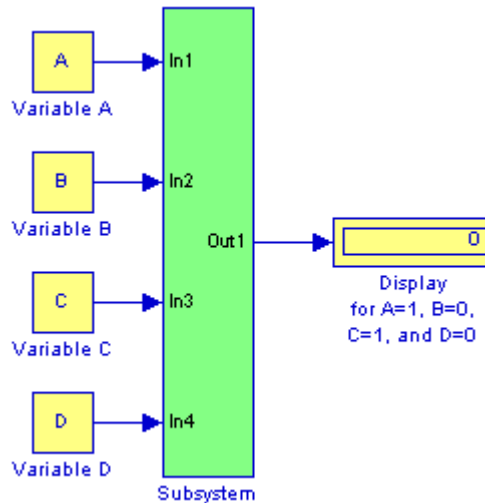 A
In1
Variable A
B
In2
Variable B
Out1
0
C
In3
Variable C
Display
for A=1, B=0,
C=1, and D=0
D
In4
Variable D
Subsystem